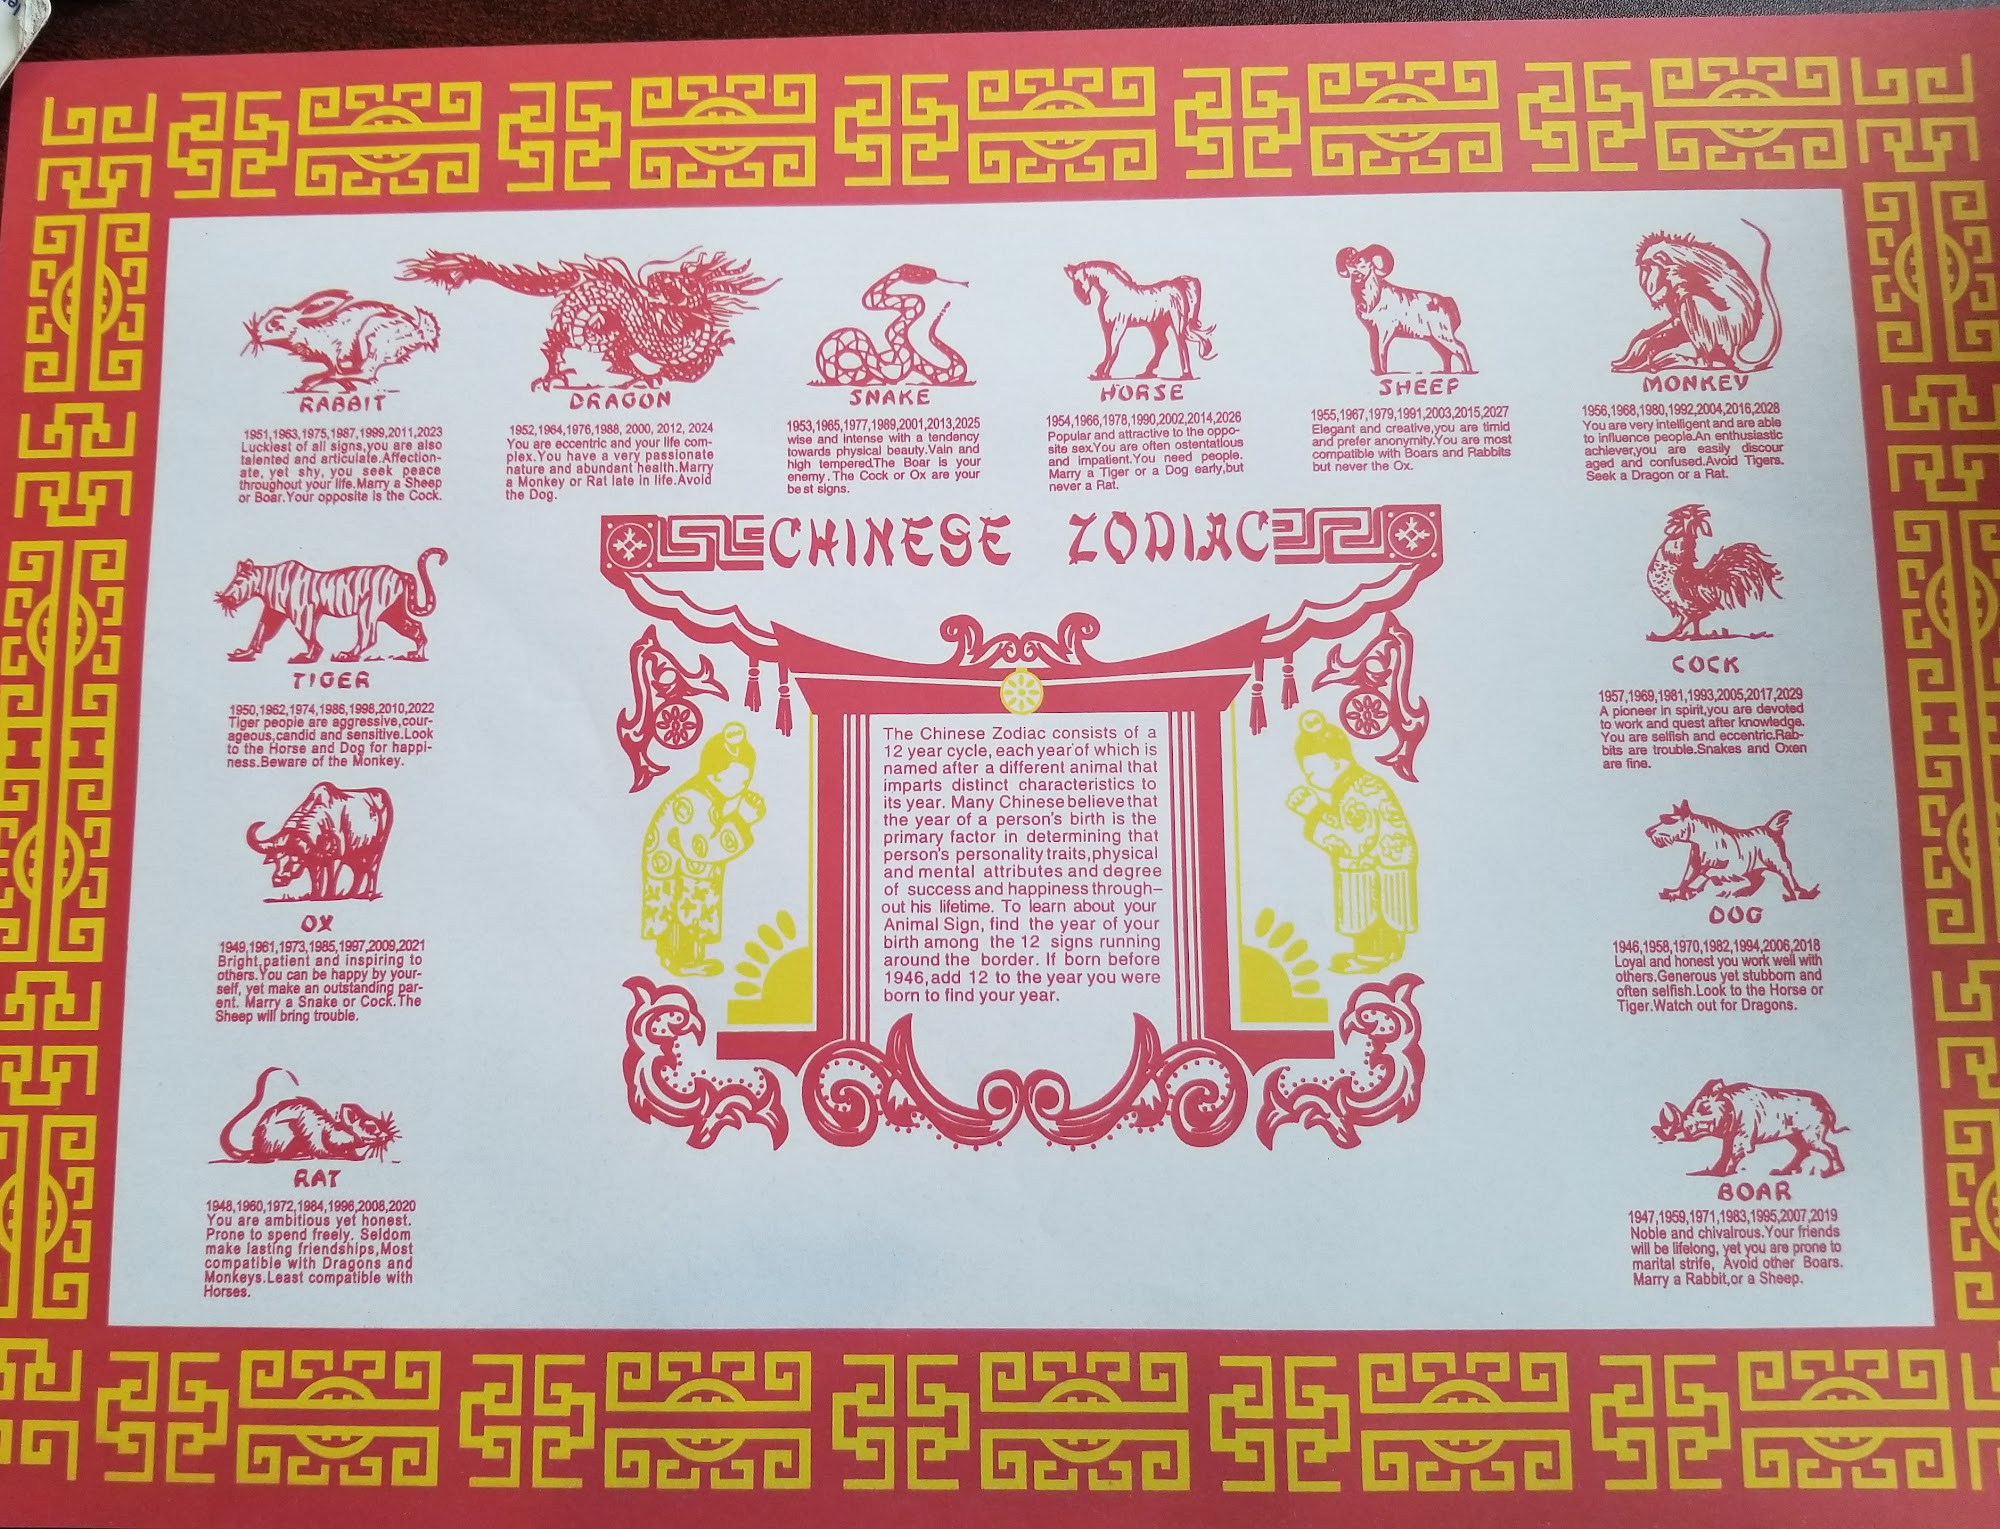 RABBIT
1951,1963,1975,1987,1999,2011,2023
Luckiest of all signs,you are also
talented and articulate.Affection-
ate, yet shy, you seek peace
throughout your life.Marry a Sheep
or Boar.Your opposite is the Cock.
DRAGON
1952,1964,1976,1988, 2000, 2012, 2024
You are eccentric and your life com-
plex.You have a very passionate
nature and abundant health.Marry
a Monkey or Rat late in life.Avoid
the Dog.
SNAKE
1953,1965,1977,1989,2001,2013,2025
wise and intense with a tendency
towards physical beauty.Vain and
high tempered.The Boar is your
enemy. The Cock or Ox are your
best signs.
HORSE
1954,1966,1978,1990,2002,2014,2026
Popular and attractive to the oppo-
site sex.You are often ostentatious
and impatient.You need people.
Marry a Tiger or a Dog early,but
never a Rat.
SHEEP
1955,1967,1979,1991,2003,2015,2027
Elegant and creative,you are timid
and prefer anonymity.You are most
compatible with Boars and Rabbits
but never the Ox.
MONKEY
1956,1968,1980,1992,2004,2016,2028
You are very intelligent and are able
to influence people.An enthusiastic
achiever,you are easily discour
aged and confused.Avoid Tigers.
Seek a Dragon or a Rat.
CHINESE ZODIAC
TIGER
1950,1962,1974,1986,1998,2010,2022
Tiger people are aggressive,cour-
ageous,candid and sensitive.Look
to the Horse and Dog for happi-
ness.Beware of the Monkey.
OX
1949,1961,1973,1985,1997,2009,2021
Bright,patient and inspiring to
others.You can be happy by your-
self, yet make an outstanding par-
ent. Marry a Snake or Cock.The
Sheep will bring trouble.
RAT
1948,1960,1972,1984,1996,2008,2020
You are ambitious yet honest.
Prone to spend freely. Seldom
make lasting friendships,Most
compatible with Dragons and
Monkeys.Least compatible with
Horses.
The Chinese Zodiac consists of a
12 year cycle, each year of which is
named after a different animal that
imparts distinct characteristics to
its year. Many Chinese believe that
the year of a person's birth is the
primary factor in determining that
person's personality traits,physical
and mental attributes and degree
of success and happiness through-
out his lifetime. To learn about your
Animal Sign, find the year of your
birth among the 12 signs running
around the border. If born before
1946,add 12 to the year you were
born to find your year.
COCK
1957,1969,1981,1993,2005,2017,2029
A pioneer in spirit,you are devoted
to work and quest after knowledge.
You are selfish and eccentric.Rab-
bits are trouble.Snakes and Oxen
are fine.
DOG
1946,1958,1970,1982,1994,2006,2018
Loyal and honest you work well with
others.Generous yet stubborn and
often selfish.Look to the Horse or
Tiger.Watch out for Dragons.
BOAR
1947,1959,1971,1983,1995,2007,2019
Noble and chivalrous.Your friends
will be lifelong, yet you are prone to
marital strife, Avoid other Boars.
Marry a Rabbit,or a Sheep.